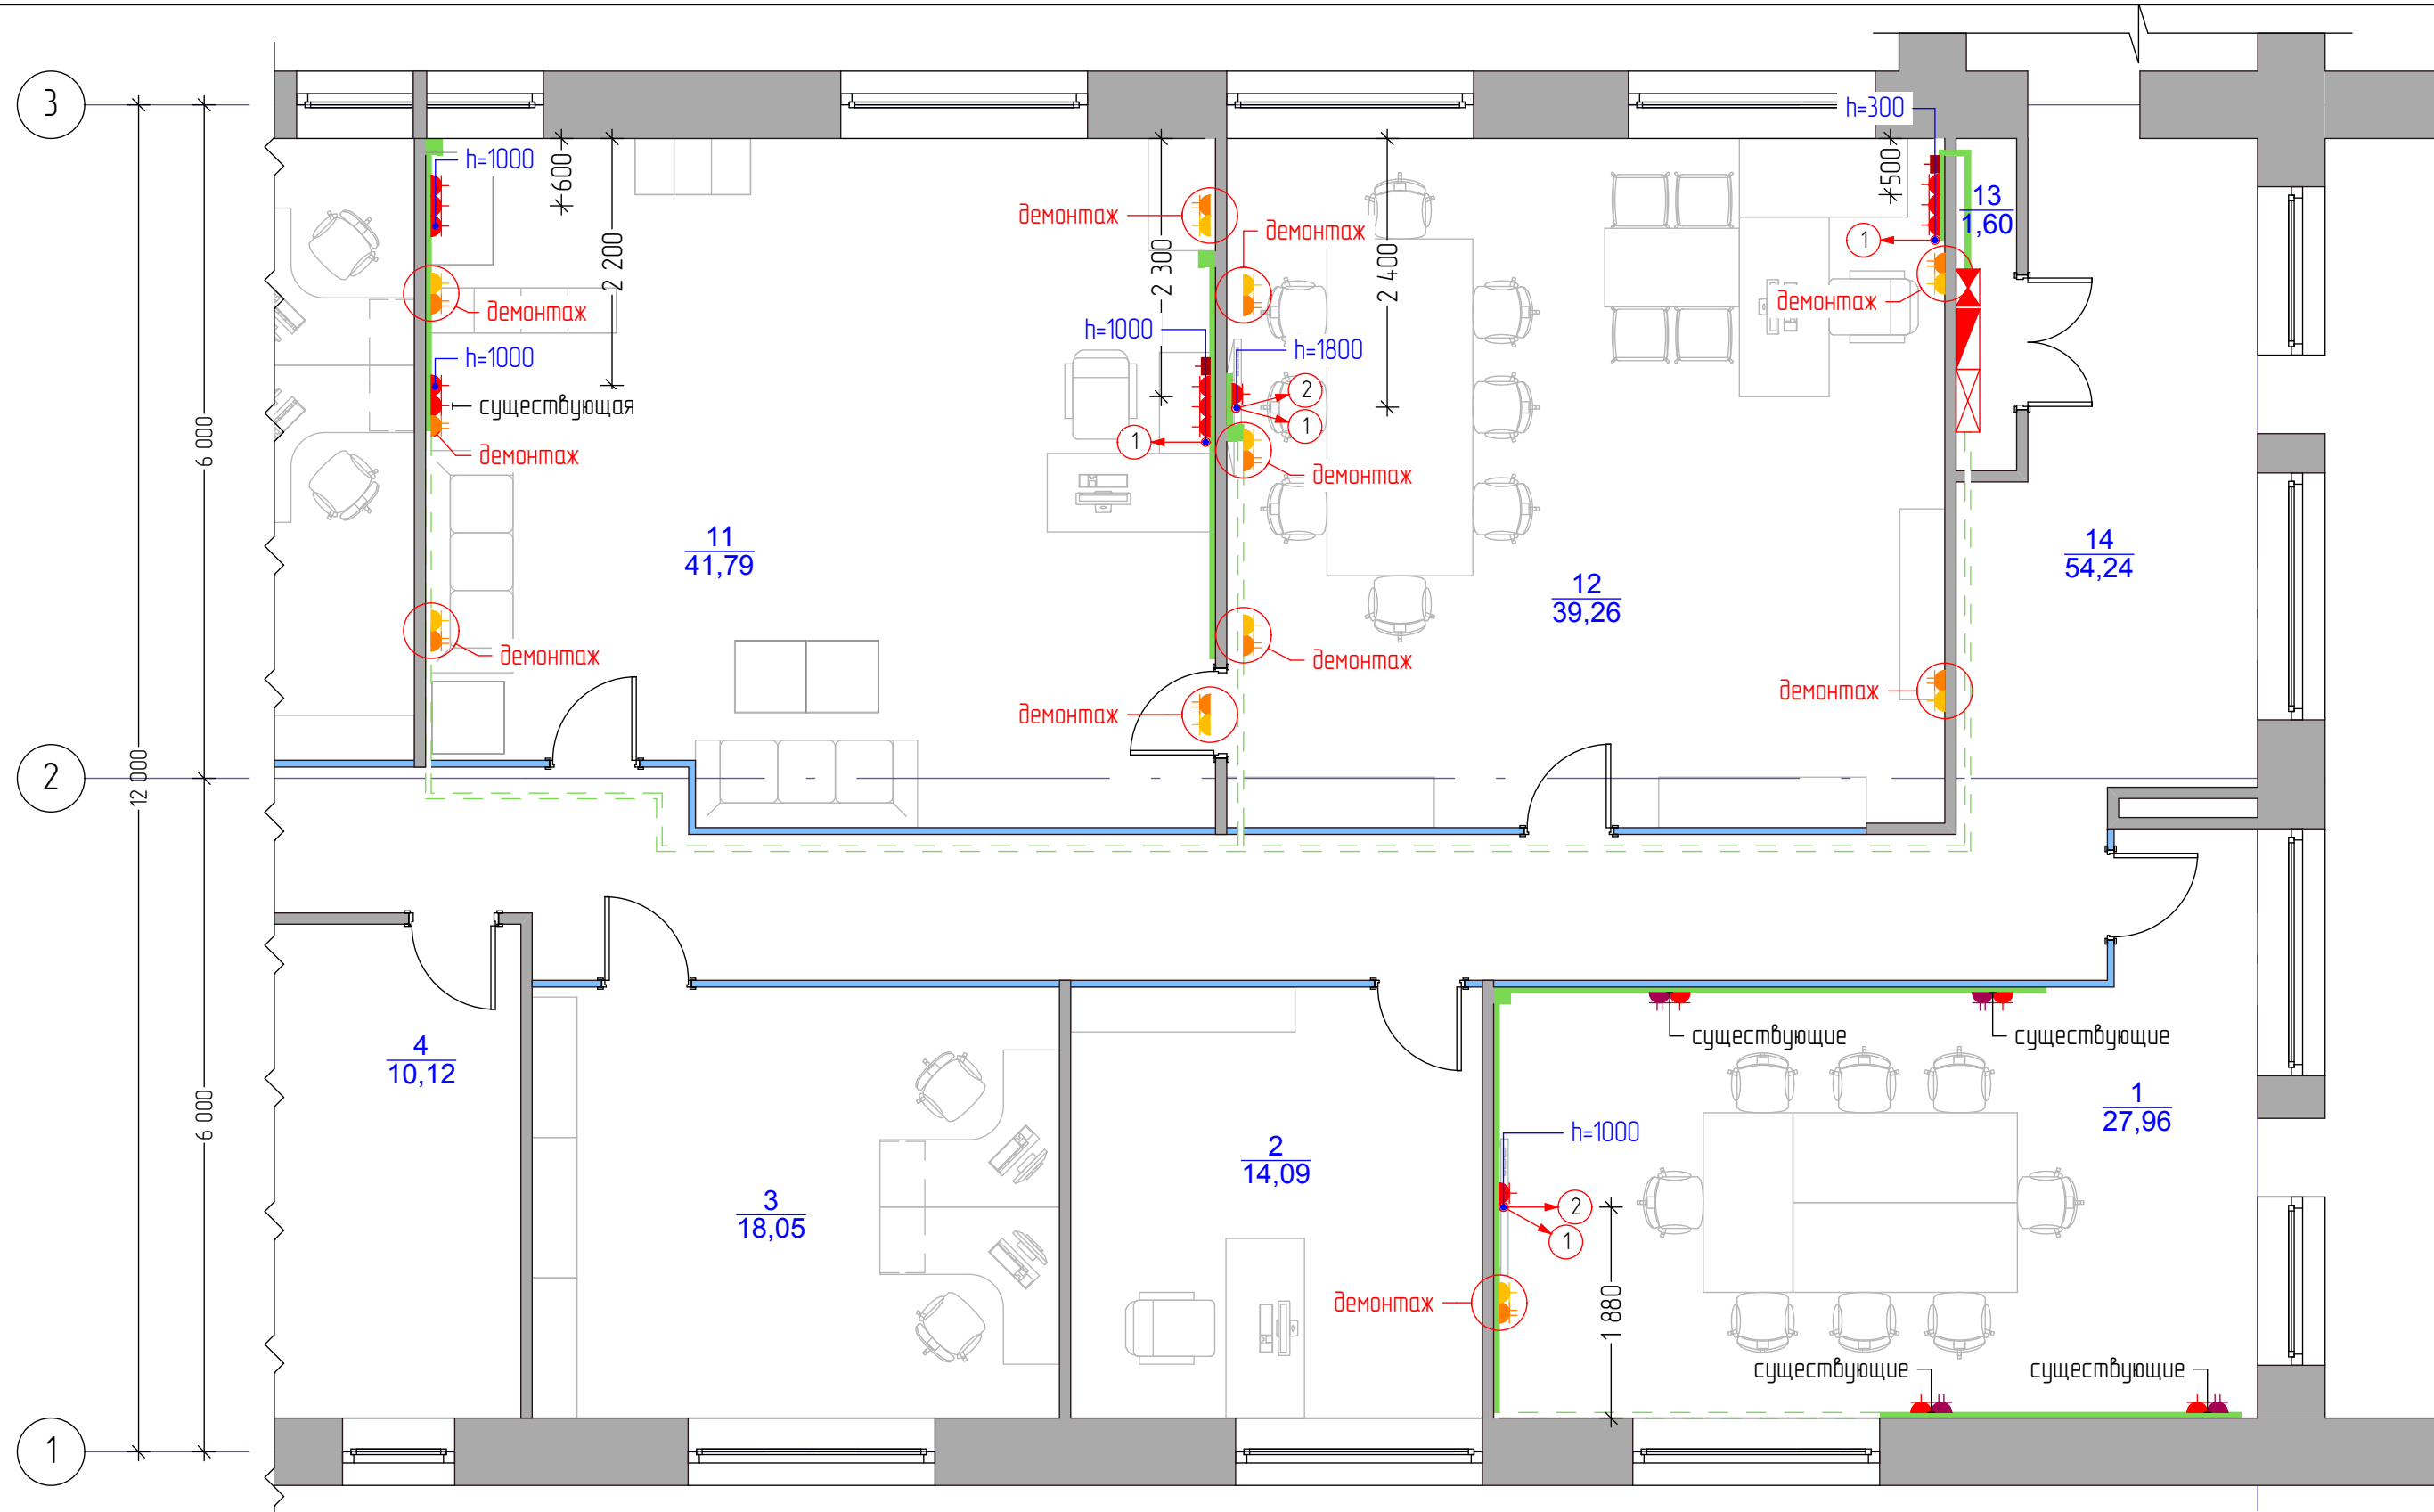 3
h=300
h=1000
600
500
2 200
демонтаж
13
1,60
2 300
демонтаж
2 400
1
демонтаж
демонтаж
h=1000
h=1000
h=1800
существующая
2
1
1
6 000
демонтаж
демонтаж
11
41,79
14
54,24
12
39,26
демонтаж
демонтаж
демонтаж
демонтаж
2
12 000
существующие
существующие
4
10,12
1
27,96
6 000
h=1000
2
14,09
3
18,05
2
1
демонтаж
1 880
существующие
существующие
1